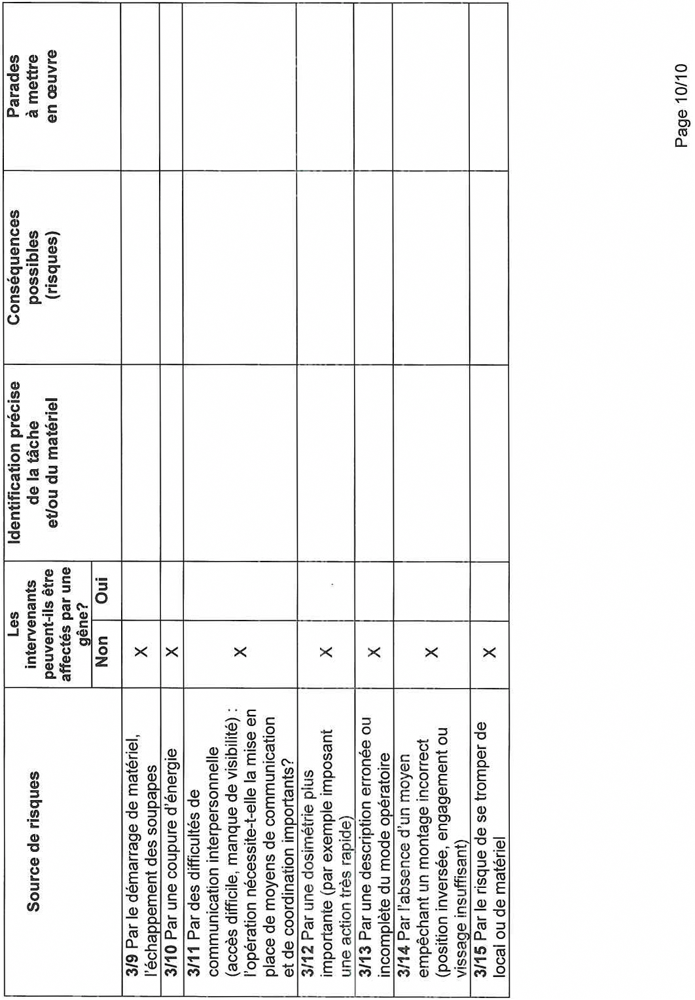 Source de risques
Les
intervenants
peuvent-ils être
affectés par une
gêne?
Non
Oui
Identification précise
de la tâche
et/ou du matériel
Conséquences
possibles
(risques)
Parades
à mettre
en œuvre
3/9 Par le démarrage de matériel,
l'échappement des soupapes
X
3/10 Par une coupure d'énergie
X
3/11 Par des difficultés de
communication interpersonnelle
(accès difficile, manque de visibilité) :
l'opération nécessite-t-elle la mise en
place de moyens de communication
et de coordination importants?
X
3/12 Par une dosimétrie plus
importante (par exemple imposant
une action très rapide)
X
3/13 Par une description erronée ou
incomplète du mode opératoire
X
3/14 Par l'absence d'un moyen
empêchant un montage incorrect
(position inversée, engagement ou
vissage insuffisant)
X
3/15 Par le risque de se tromper de
local ou de matériel
X
Page 10/10